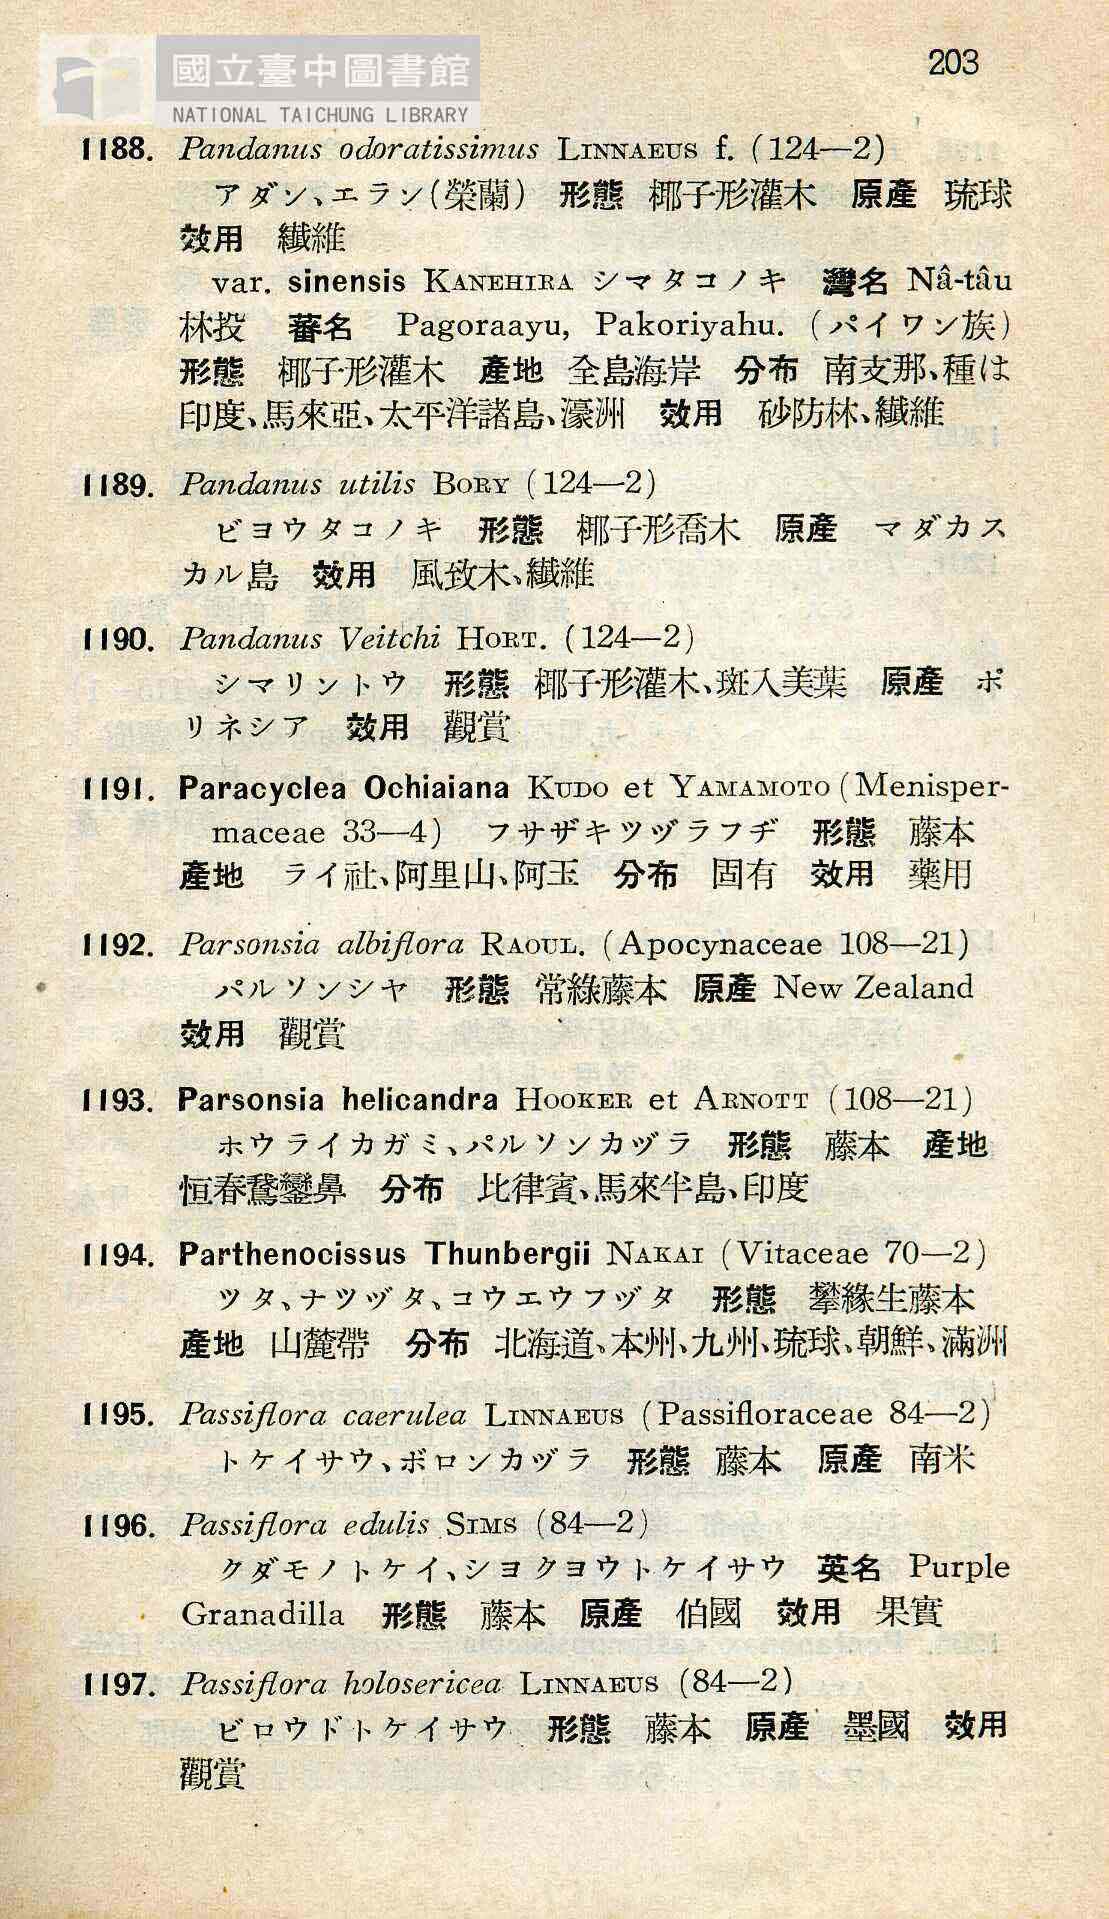 國立臺中圖書館
NATIONAL TAICHUNG LIBRARY
203
1188. Pandanus odoratissimus LINNAEUS f. (124—2)
アダン、エラン(榮蘭) 形態 椰子形灌木 原產 琉球
效用 纎維
var. sinensis KANEHIRA シマタコノキ 灣名 Nâ-tâu
林投 蕃名 Pagoraayu, Pakoriyahu. (パイワン族)
形態 椰子形灌木 產地 全島海岸 分布 南支那、種は
印度、馬來亞、太平洋諸島、濠洲 效用 砂防林、纎維
1189. Pandanus utilis BORY (124—2)
ビヨウタコノキ 形態 椰子形喬木 原產 マダカス
カル島 效用 風致木、纎維
1190. Pandanus Veitchi HORT. (124—2)
シマリントウ 形態 椰子形灌木、斑入美葉 原產 ポ
リネシア 效用 觀賞
1191. Paracyclea Ochiaiana KUDO et YAMAMOTO (Menisper-
maceae 33—4) フサザキツヅラフヂ 形態 藤本
產地 ライ社、阿里山、阿玉 分布 固有 效用 藥用
1192. Parsonsia albiflora RAOUL. (Apocynaceae 108—21)
パルソンシヤ 形態 常綠藤本 原產 New Zealand
效用 觀賞
1193. Parsonsia helicandra HOOKER et ARNOTT (108—21)
ホウライカガミ、パルソンカヅラ 形態 藤本 產地
恒春鵞鑾鼻 分布 比律賓、馬來半島、印度
1194. Parthenocissus Thunbergii NAKAI (Vitaceae 70—2)
ツタ、ナツヅタ、コウエウフヅタ 形態 攀緣生藤本
產地 山麓帶 分布 北海道、本州、九州、琉球、朝鮮、滿洲
1195. Passiflora caerulea LINNAEUS (Passifloraceae 84—2)
トケイサウ、ボロンカヅラ 形態 藤本 原產 南米
1196. Passiflora edulis SIMS (84—2)
クダモノトケイ、シヨクヨウトケイサウ 英名 Purple
Granadilla 形態 藤本 原產 伯國 效用 果實
1197. Passiflora holosericea LINNAEUS (84—2)
ビロウドトケイサウ 形態 藤本 原產 墨國 效用
觀賞